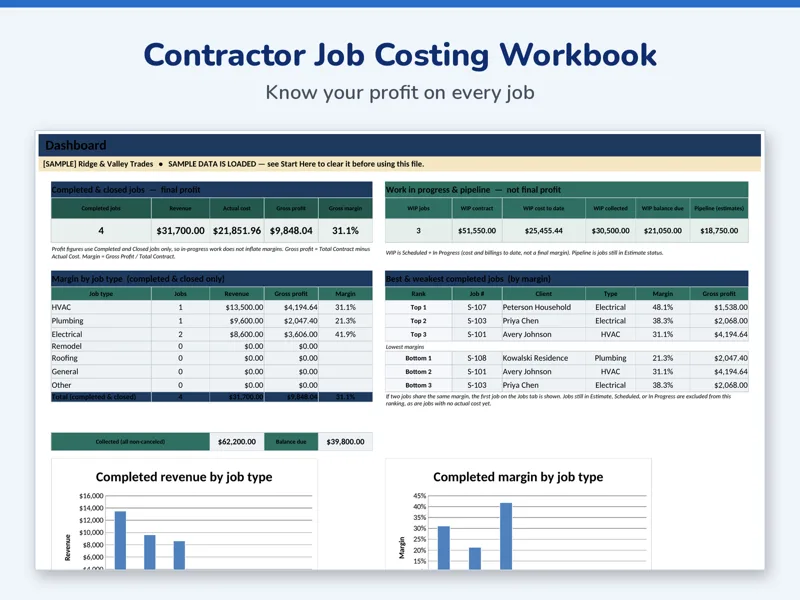 Contractor Job Costing Workbook
Know your profit on every job
Dashboard
[SAMPLE] Ridge & Valley Trades • SAMPLE DATA IS LOADED — see Start Here to clear it before using this file.
Completed & closed jobs — final profit
Completed jobs Revenue Actual cost Gross profit Gross margin
4 $31,700.00 $21,851.96 $9,848.04 31.1%
Profit figures use Completed and Closed jobs only, so in-progress work does not inflate margins. Gross profit = Total Contract minus
Actual Cost. Margin = Gross Profit / Total Contract.
Work in progress & pipeline — not final profit
WIP jobs WIP contract WIP cost to date WIP collected WIP balance due Pipeline (estimates)
3 $51,550.00 $25,455.44 $30,500.00 $21,050.00 $18,750.00
WIP is Scheduled + In Progress (cost and billings to date, not a final margin). Pipeline is jobs still in Estimate status.
Margin by job type (completed & closed only)
Job type Jobs Revenue Gross profit Margin
HVAC 1 $13,500.00 $4,194.64 31.1%
Plumbing 1 $9,600.00 $2,047.40 21.3%
Electrical 2 $8,600.00 $3,606.00 41.9%
Remodel 0 $0.00 $0.00
Roofing 0 $0.00 $0.00
General 0 $0.00 $0.00
Other 0 $0.00 $0.00
Total (completed & closed) 4 $31,700.00 $9,848.04 31.1%
Best & weakest completed jobs (by margin)
Rank Job # Client Type Margin Gross profit
Top 1 S-107 Peterson Household Electrical 48.1% $1,538.00
Top 2 S-103 Priya Chen Electrical 38.3% $2,068.00
Top 3 S-101 Avery Johnson HVAC 31.1% $4,194.64
Lowest margins
Bottom 1 S-108 Kowalski Residence Plumbing 21.3% $2,047.40
Bottom 2 S-101 Avery Johnson HVAC 31.1% $4,194.64
Bottom 3 S-103 Priya Chen Electrical 38.3% $2,068.00
If two jobs share the same margin, the first job on the Jobs tab is shown. Jobs still in Estimate, Scheduled, or In Progress are excluded from this
ranking, as are jobs with no actual cost yet.
Collected (all non-canceled) $62,200.00 Balance due $39,800.00
Completed revenue by job type
$16,000
$14,000
$12,000
$10,000
$8,000
$6,000
$4,000
Revenue
Completed margin by job type
45%
40%
35%
30%
25%
20%
15%
Margin